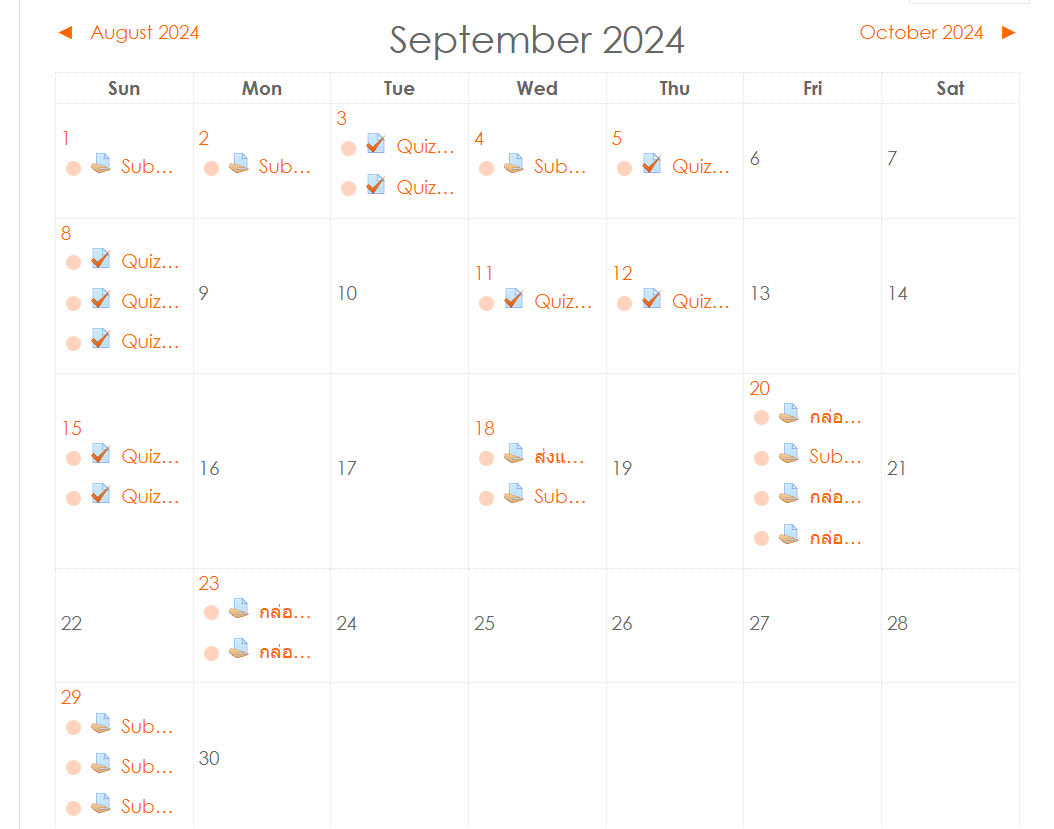 ◄ August 2024
September 2024
October 2024 ►
Sun Mon Tue Wed Thu Fri Sat
1
Sub...
2
Sub...
3
Quiz...
Quiz...
4
Sub...
5
Quiz...
6
7
8
Quiz...
Quiz...
Quiz...
9
10
11
Quiz...
12
Quiz...
13
14
15
Quiz...
Quiz...
16
17
18
ส่งแ...
Sub...
19
20
กล่อ...
Sub...
กล่อ...
กล่อ...
21
22
23
กล่อ...
กล่อ...
24
25
26
27
28
29
Sub...
Sub...
Sub...
30